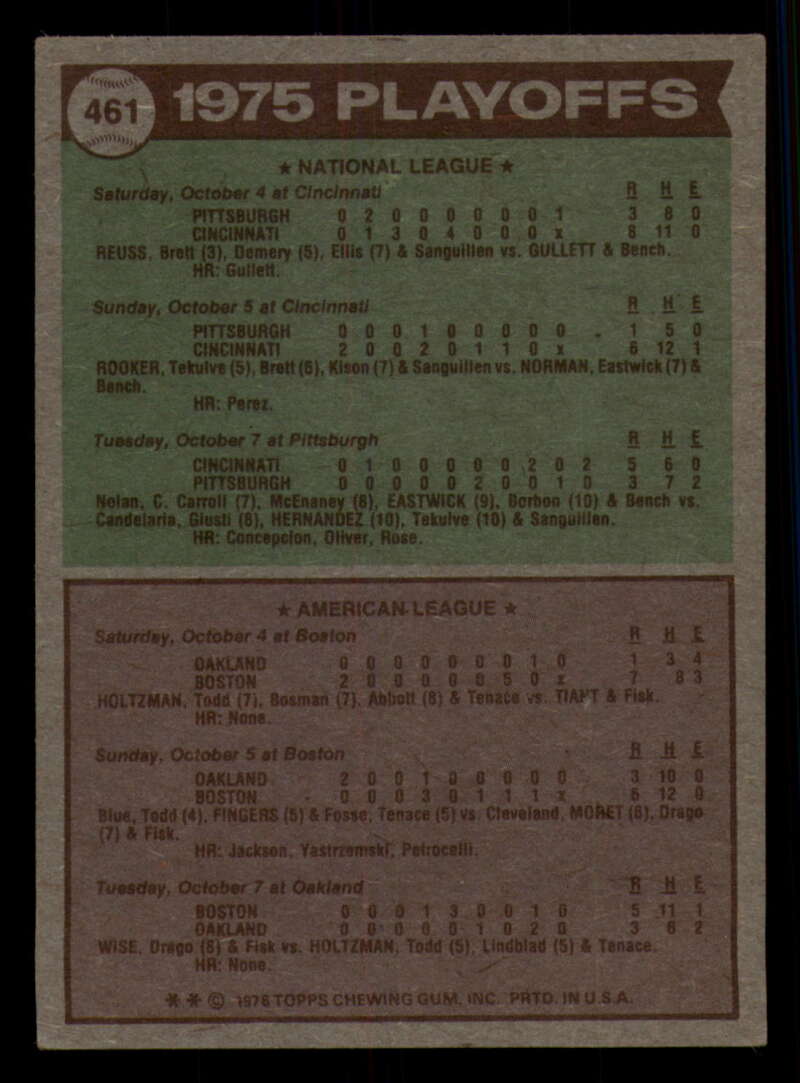 461 1975 PLAYOFFS
★ NATIONAL LEAGUE ★
Saturday, October 4 at Cincinnati R H E
PITTSBURGH 0 2 0 0 0 0 0 0 1 3 8 0
CINCINNATI 0 1 3 0 4 0 0 0 x 8 11 0
REUSS, Brett (3), Demery (5), Ellis (7) & Sanguillen vs. GULLETT & Bench.
HR: Gullett.
Sunday, October 5 at Cincinnati R H E
PITTSBURGH 0 0 0 1 0 0 0 0 0 1 5 0
CINCINNATI 2 0 0 2 0 1 1 0 x 6 12 1
ROOKER, Tekulve (5), Brett (6), Kison (7) & Sanguillen vs. NORMAN, Eastwick (7) &
Bench.
HR: Perez.
Tuesday, October 7 at Pittsburgh R H E
CINCINNATI 0 1 0 0 0 0 0 2 0 2 5 6 0
PITTSBURGH 0 0 0 0 0 2 0 0 1 0 3 7 2
Nolan, C. Carroll (7), McEnaney (8), EASTWICK (9), Borbon (10) & Bench vs.
Candelaria, Giusti (8), HERNANDEZ (10), Tekulve (10) & Sanguillen.
HR: Concepcion, Oliver, Rose.
★ AMERICAN LEAGUE ★
Saturday, October 4 at Boston R H E
OAKLAND 0 0 0 0 0 0 0 1 0 1 3 4
BOSTON 2 0 0 0 0 0 5 0 x 7 8 3
HOLTZMAN, Todd (7), Bosman (7), Abbott (8) & Tenace vs. TIANT & Fisk.
HR: None.
Sunday, October 5 at Boston R H E
OAKLAND 2 0 0 1 0 0 0 0 0 3 10 0
BOSTON 0 0 0 3 0 1 1 1 x 6 12 0
Blue, Todd (4), FINGERS (5) & Fosse, Tenace (5) vs. Cleveland, MORET (6), Drago
(7) & Fisk.
HR: Jackson, Yastrzemski, Petrocelli.
Tuesday, October 7 at Oakland R H E
BOSTON 0 0 0 1 3 0 0 1 0 5 11 1
OAKLAND 0 0 0 0 0 1 0 2 0 3 6 2
WISE, Drago (8) & Fisk vs. HOLTZMAN, Todd (5), Lindblad (5) & Tenace.
HR: None.
* * © 1976 TOPPS CHEWING GUM, INC. PRTD. IN U.S.A.